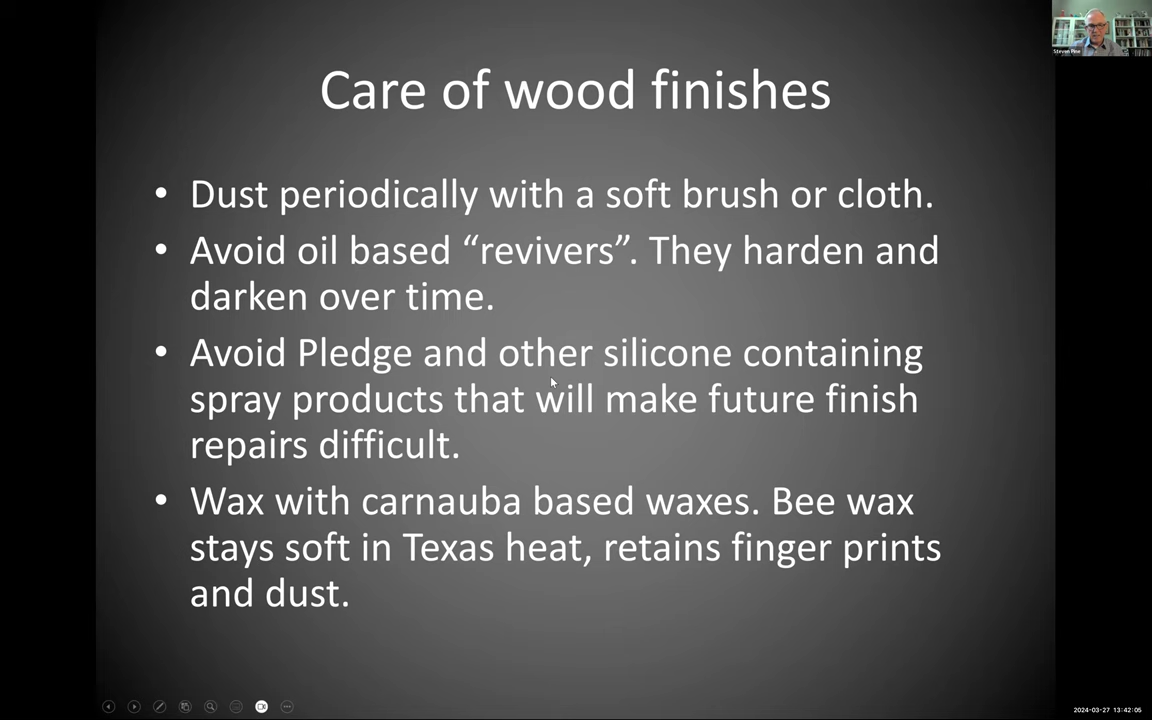 Care of wood finishes
• Dust periodically with a soft brush or cloth.
• Avoid oil based “revivers”. They harden and
darken over time.
• Avoid Pledge and other silicone containing
spray products that will make future finish
repairs difficult.
• Wax with carnauba based waxes. Bee wax
stays soft in Texas heat, retains finger prints
and dust.
Steven Pine
2024-03-27 13:42:05